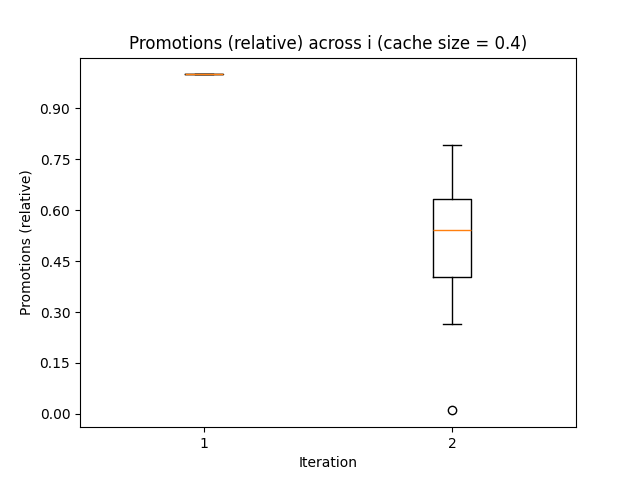 Promotions (relative) across i (cache size = 0.4)
Promotions (relative)
0.90
0.75
0.60
0.45
0.30
0.15
0.00
1 2
Iteration